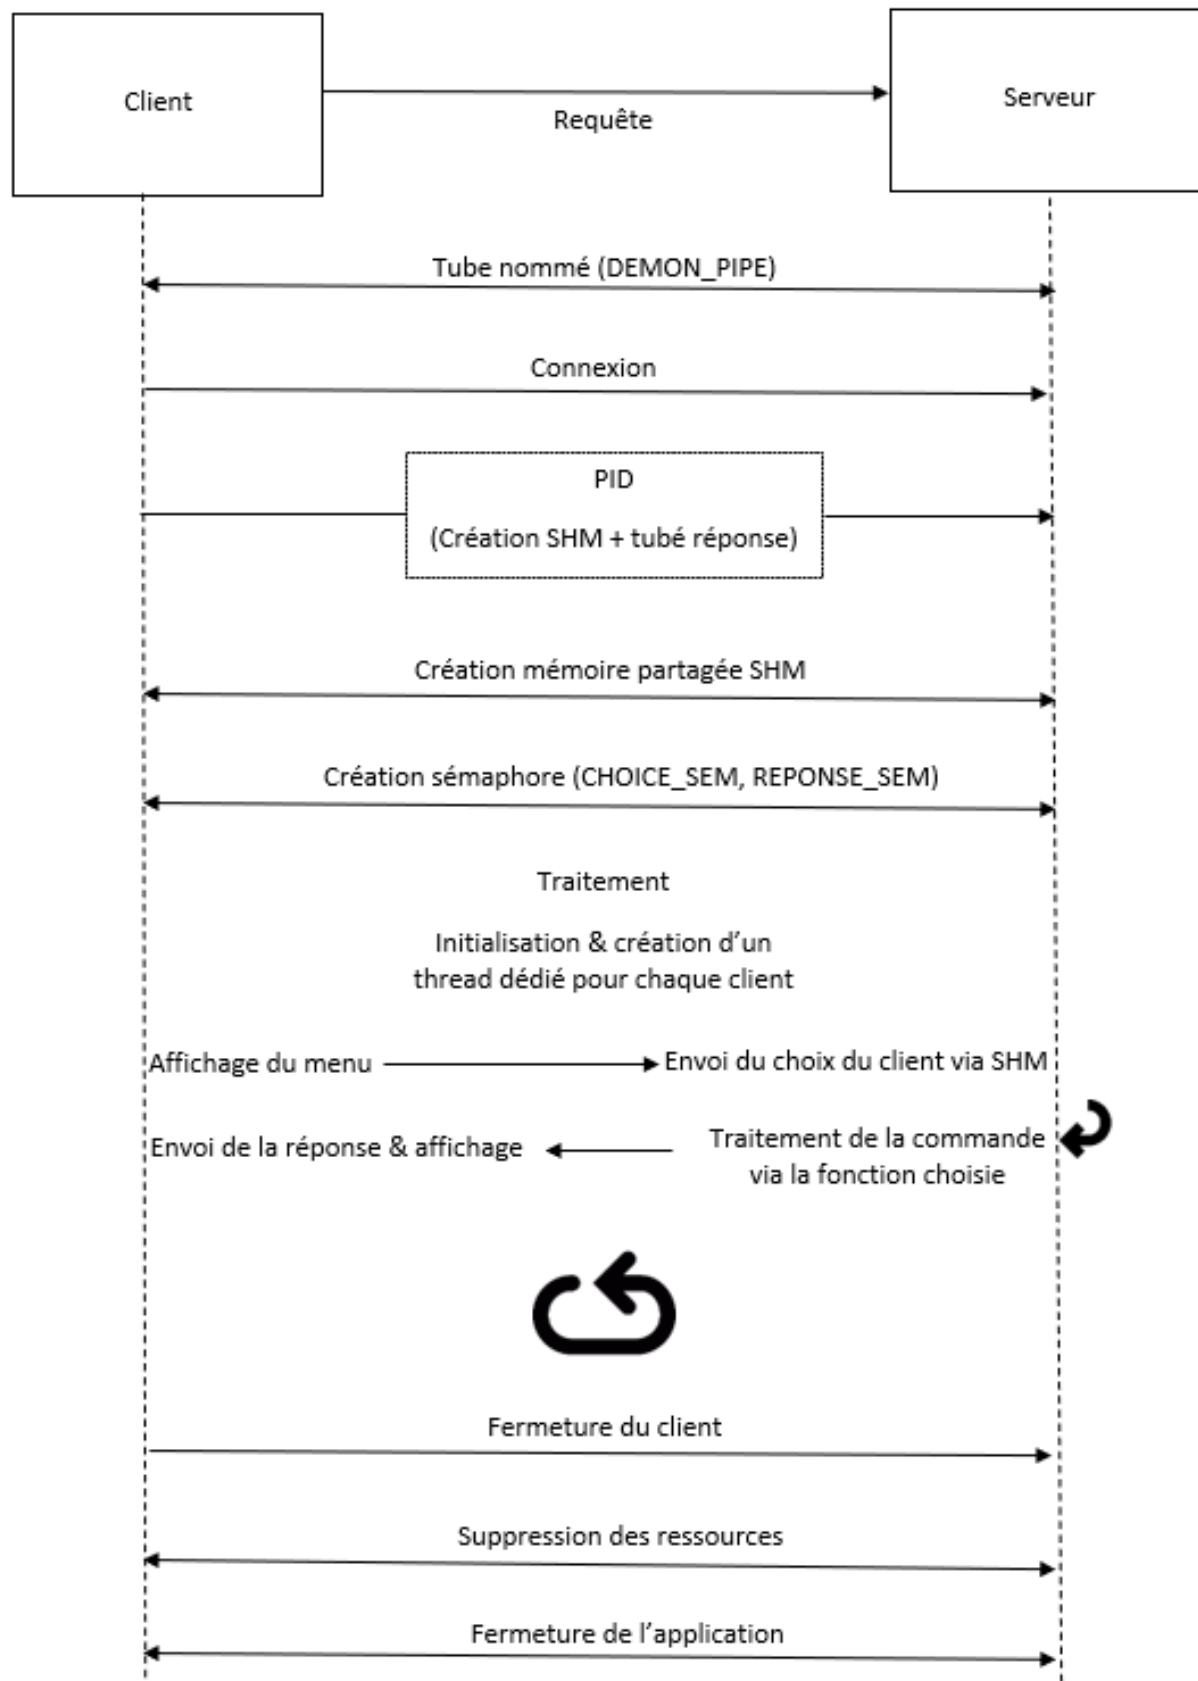 Client
Requête
Serveur
Tube nommé (DEMON_PIPE)
Connexion
PID
(Création SHM + tubé réponse)
Création mémoire partagée SHM
Création sémaphore (CHOICE_SEM, REPONSE_SEM)
Traitement
Initialisation & création d’un
thread dédié pour chaque client
Affichage du menu
Envoi du choix du client via SHM
Envoi de la réponse & affichage
Traitement de la commande
via la fonction choisie
Fermeture du client
Suppression des ressources
Fermeture de l’application